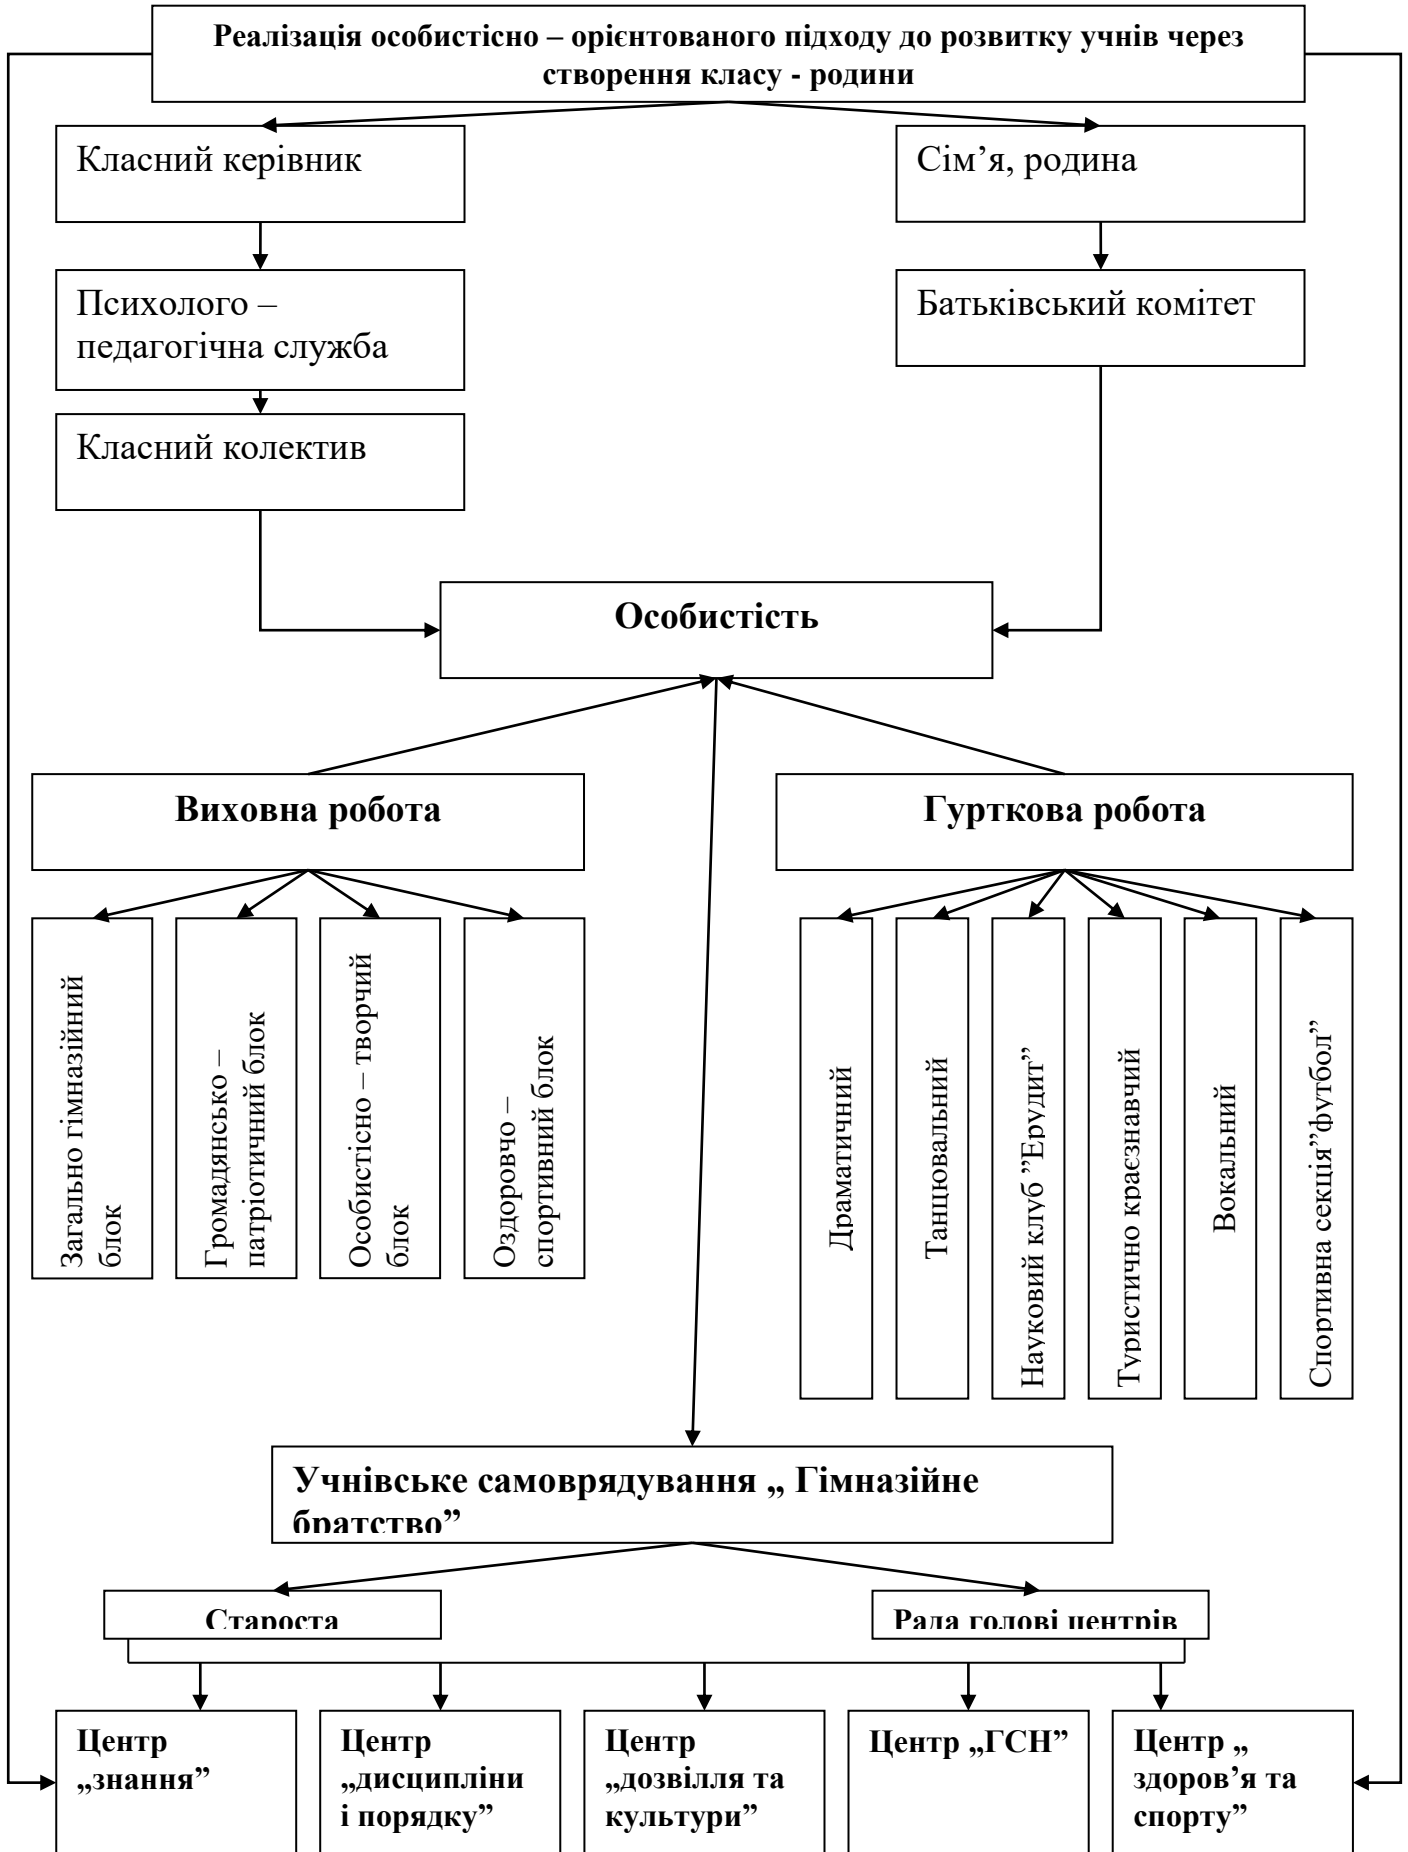 Реалізація особистісно – орієнтованого підходу до розвитку учнів через
створення класу - родини
Класний керівник
Сім’я, родина
Психолого –
педагогічна служба
Батьківський комітет
Класний колектив
Особистість
Виховна робота
Гурткова робота
Загально гімназійний
блок
Громадянсько –
патріотичний блок
Особистісно – творчий
блок
Оздоровчо –
спортивний блок
Драматичний
Танцювальний
Науковий клуб ”Ерудит”
Туристично краєзнавчий
Вокальний
Спортивна секція”футбол”
Учнівське самоврядування „ Гімназійне
братство”
Староста
Рада голові центрів
Центр
„знання”
Центр
„дисципліни
і порядку”
Центр
„дозвілля та
культури”
Центр „ГСН”
Центр „
здоров’я та
спорту”